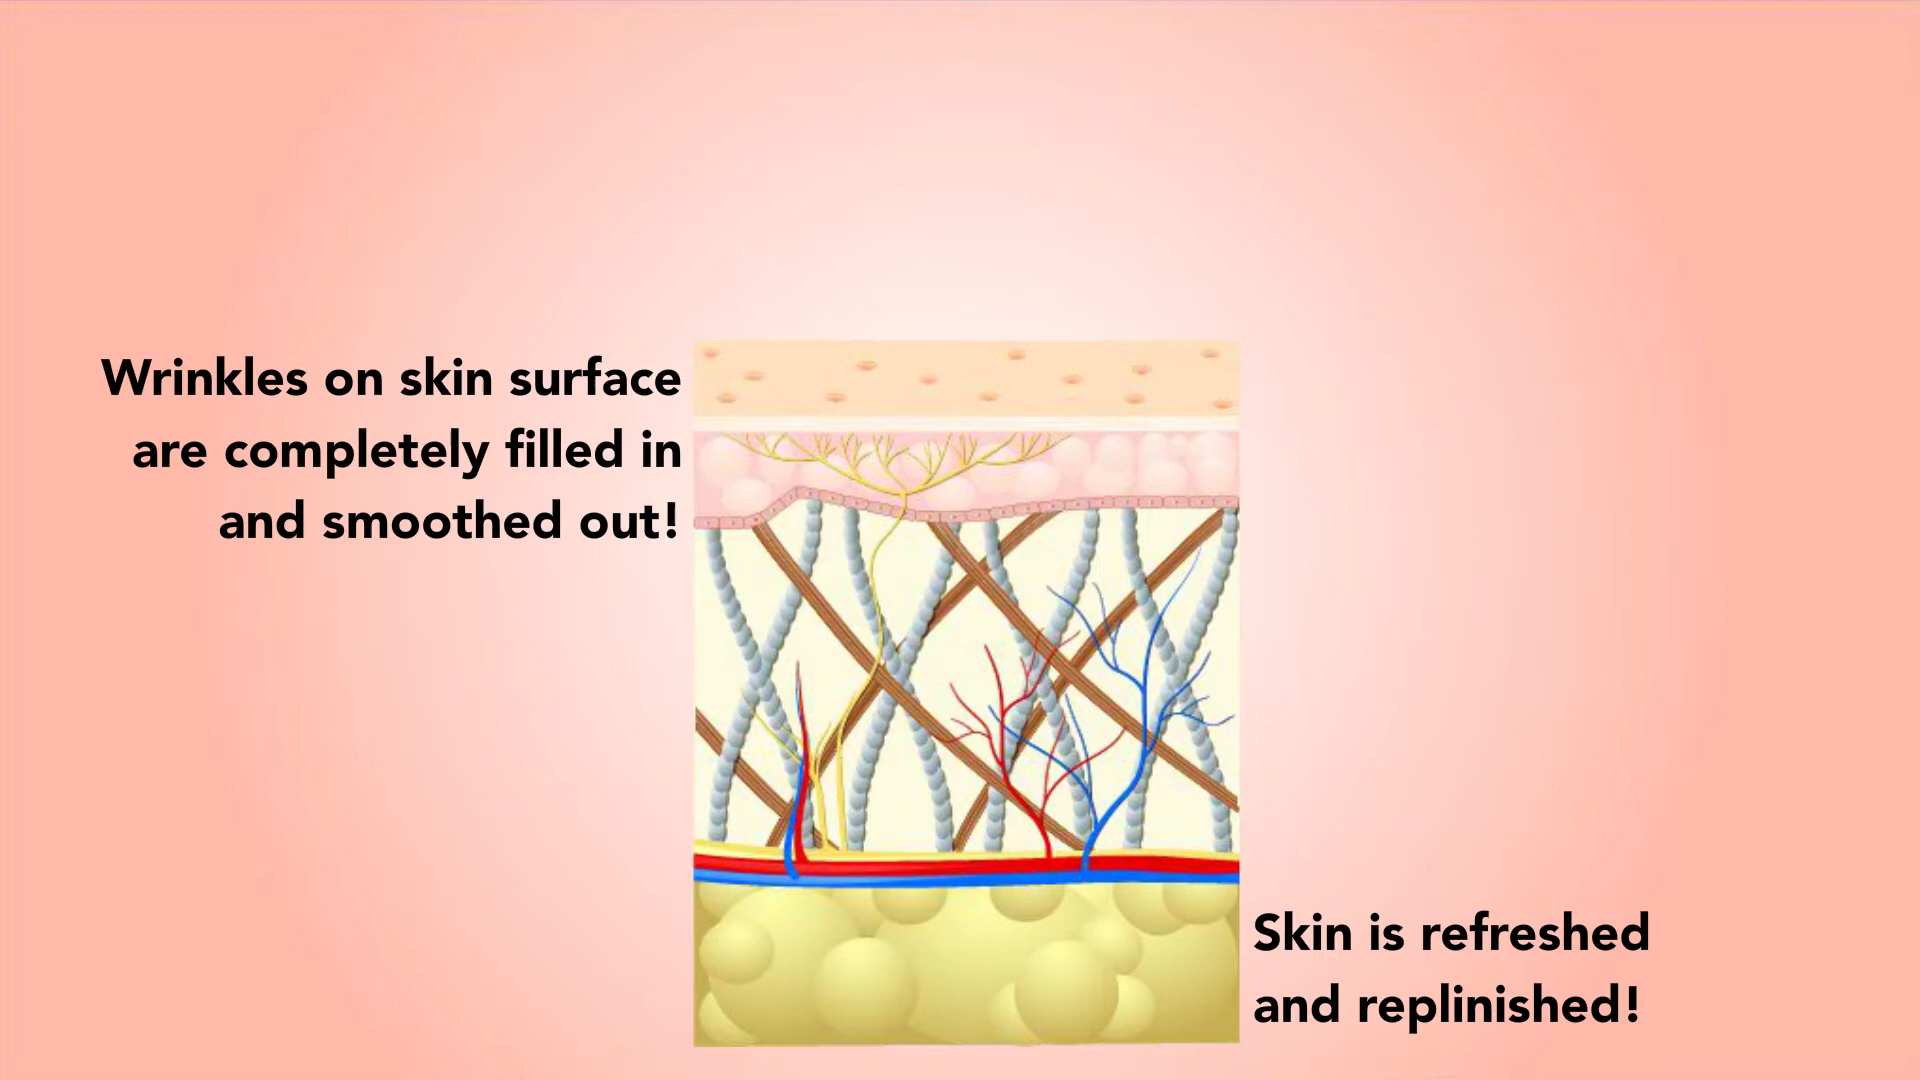 Wrinkles on skin surface
are completely filled in
and smoothed out!
Skin is refreshed
and replinished!